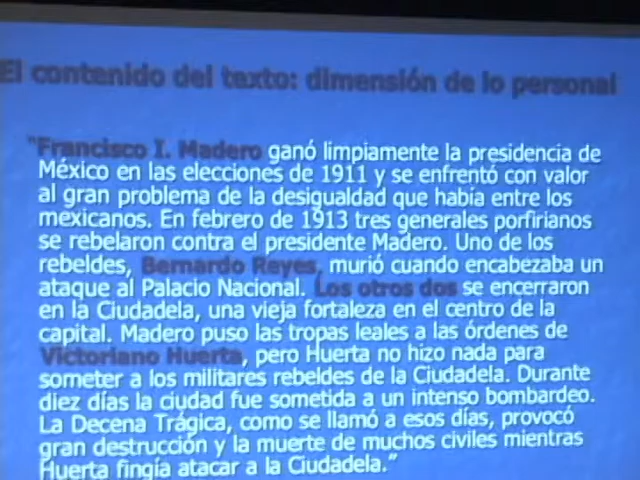 El contenido del texto: dimensión de lo personal
"Francisco I. Madero ganó limpiamente la presidencia de
México en las elecciones de 1911 y se enfrentó con valor
al gran problema de la desigualdad que había entre los
mexicanos. En febrero de 1913 tres generales porfirianos
se rebelaron contra el presidente Madero. Uno de los
rebeldes, Bernardo Reyes, murió cuando encabezaba un
ataque al Palacio Nacional. Los otros dos se encerraron
en la Ciudadela, una vieja fortaleza en el centro de la
capital. Madero puso las tropas leales a las órdenes de
Victoriano Huerta, pero Huerta no hizo nada para
someter a los militares rebeldes de la Ciudadela. Durante
diez días la ciudad fue sometida a un intenso bombardeo.
La Decena Trágica, como se llamó a esos días, provocó
gran destrucción y la muerte de muchos civiles mientras
Huerta fingía atacar a la Ciudadela."